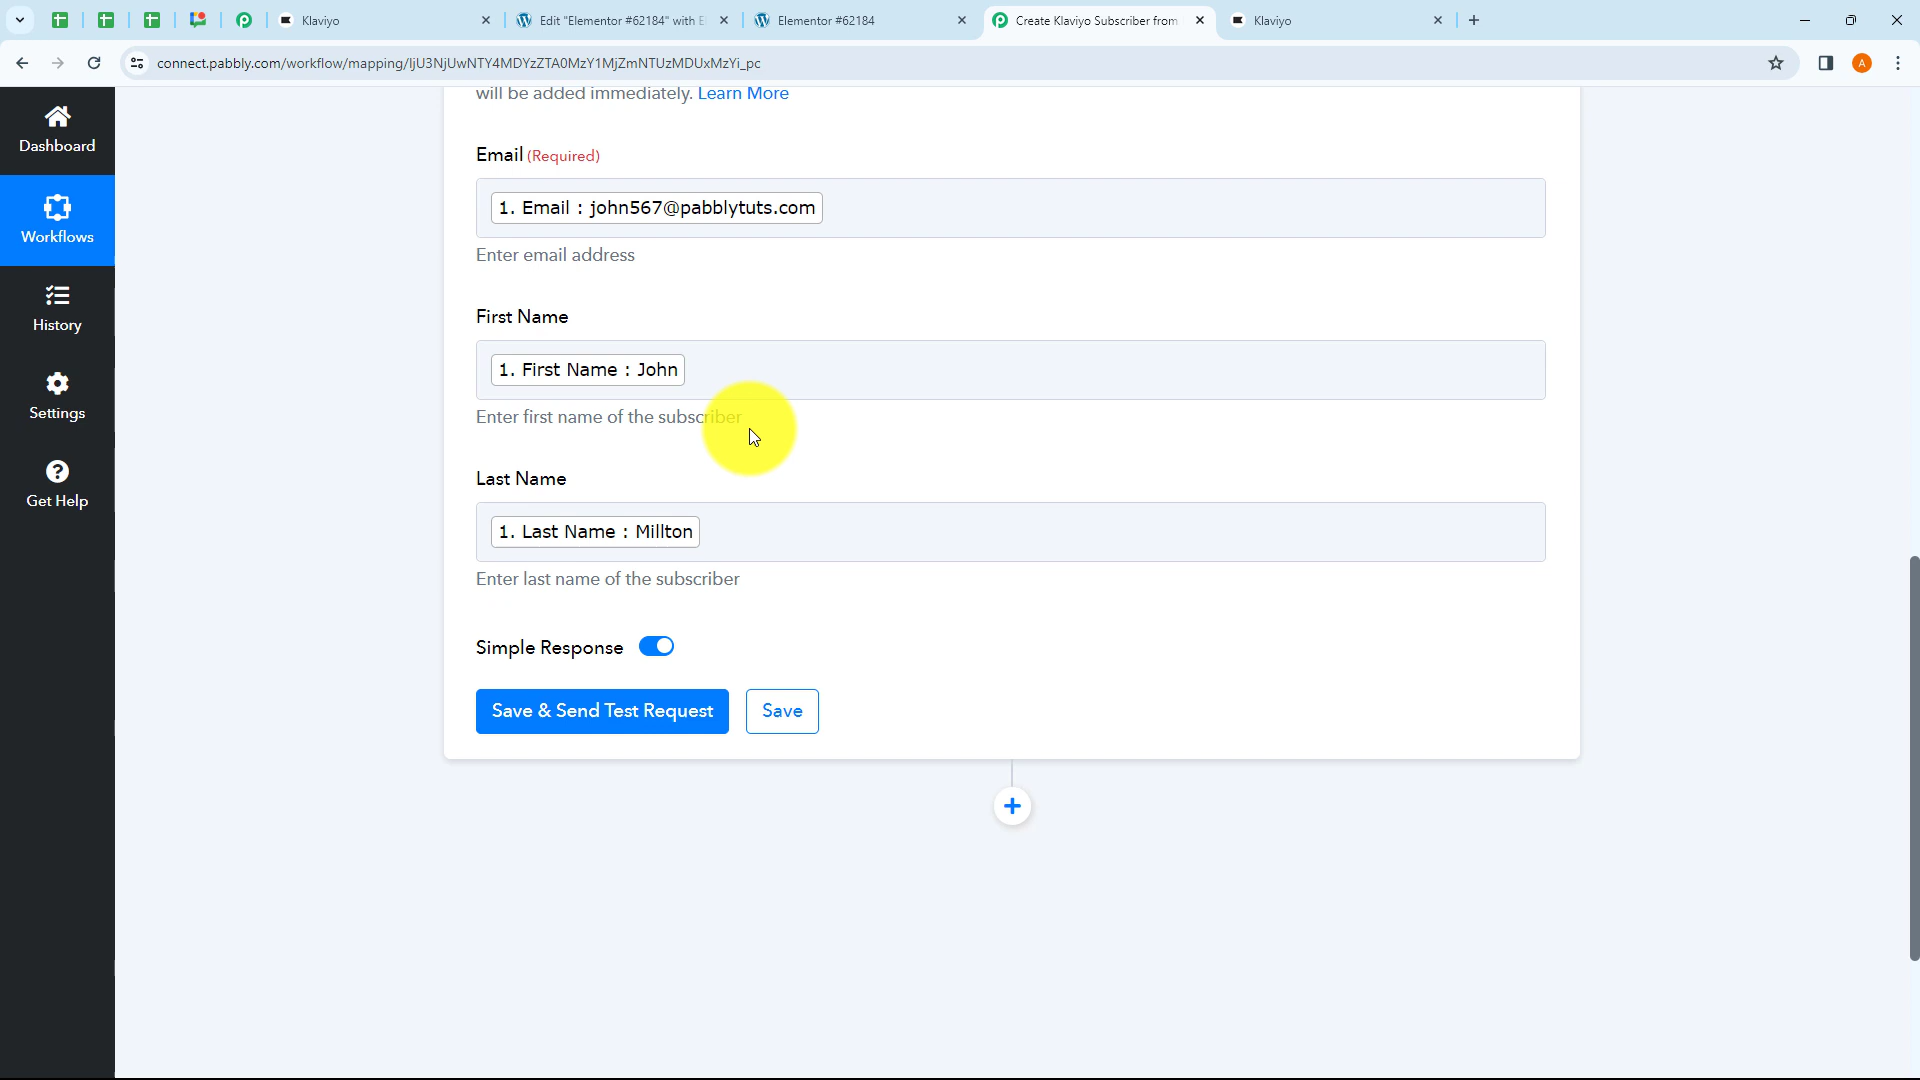 Klaviyo
Edit "Elementor #62184" with E
Elementor #62184
Create Klaviyo Subscriber from
Klaviyo
A
connect.pabbly.com/workflow/mapping/IjU3NjUwNTY4MDYzZTA0MzY1MjZmNTUzMDUxMzYi_pc
will be added immediately. Learn More
Dashboard
Workflows
History
Settings
Get Help
Email (Required)
1. Email : john567@pabblytuts.com
Enter email address
First Name
1. First Name : John
Enter first name of the subscriber
Last Name
1. Last Name : Millton
Enter last name of the subscriber
Simple Response
Save & Send Test Request
Save